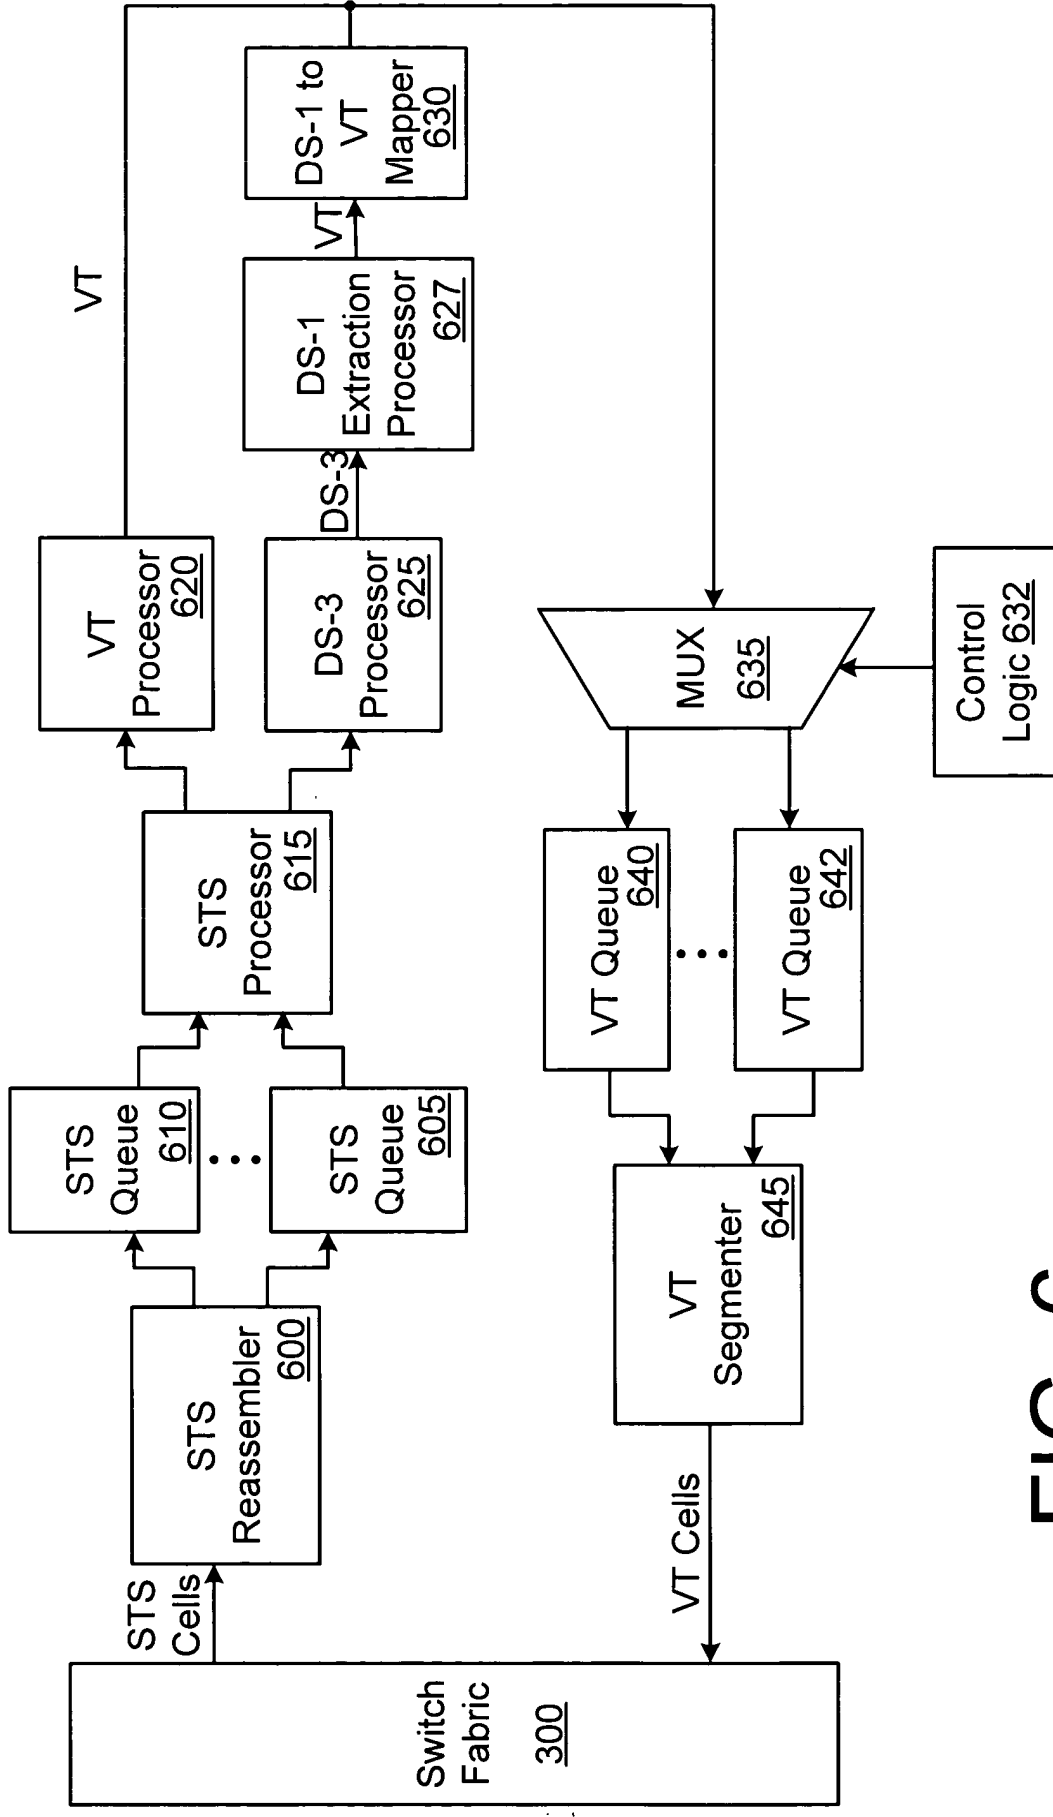 Switch
Fabric
300
STS
Cells
STS
Reassembler
600
STS
Queue
610
STS
Queue
605
STS
Processor
615
VT
Processor
620
DS-3
Processor
625
DS-3
DS-1
Extraction
Processor
627
VT
DS-1 to
VT
Mapper
630
VT
MUX
635
Control
Logic 632
VT Queue
640
VT Queue
642
VT
Segmenter
645
VT Cells